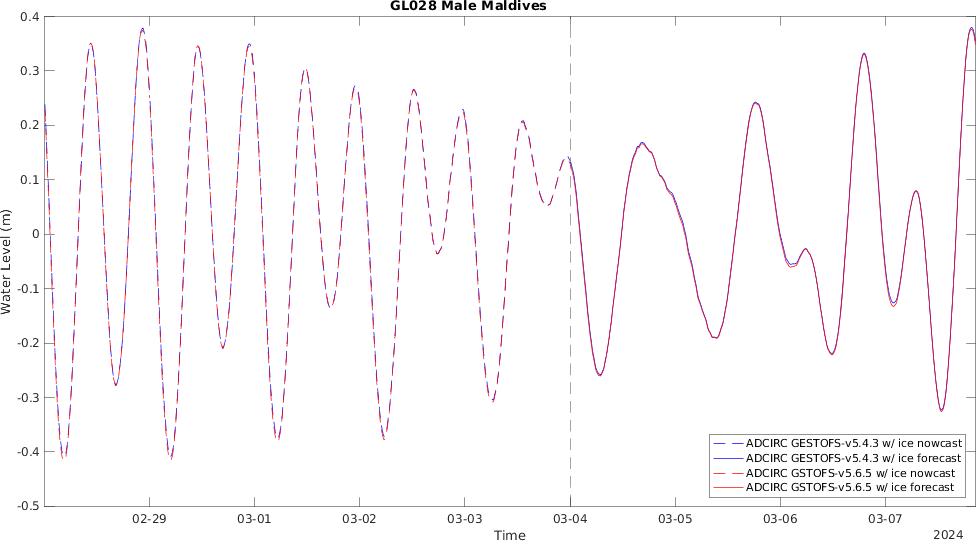 GL028 Male Maldives
0.4
0.3
0.2
0.1
0
-0.1
-0.2
-0.3
-0.4
-0.5
Water Level (m)
ADCIRC GESTOFS-v5.4.3 w/ ice nowcast
ADCIRC GESTOFS-v5.4.3 w/ ice forecast
ADCIRC GSTOFS-v5.6.5 w/ ice nowcast
ADCIRC GSTOFS-v5.6.5 w/ ice forecast
02-29 03-01 03-02 03-03 03-04 03-05 03-06 03-07
Time
2024